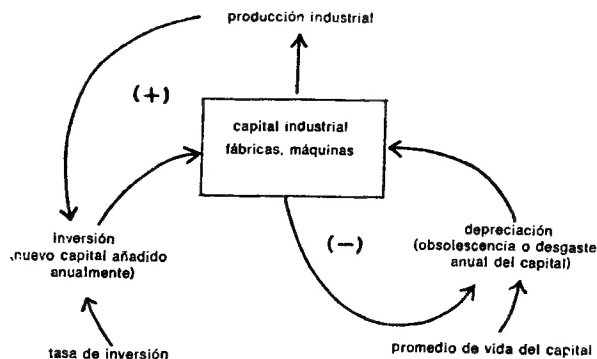 producción industrial
(+)
capital industrial
fábricas, máquinas
inversión
(nuevo capital añadido
anualmente)
(-)
depreciación
(obsolescencia o desgaste
anual del capital)
tasa de inversión
promedio de vida del capital